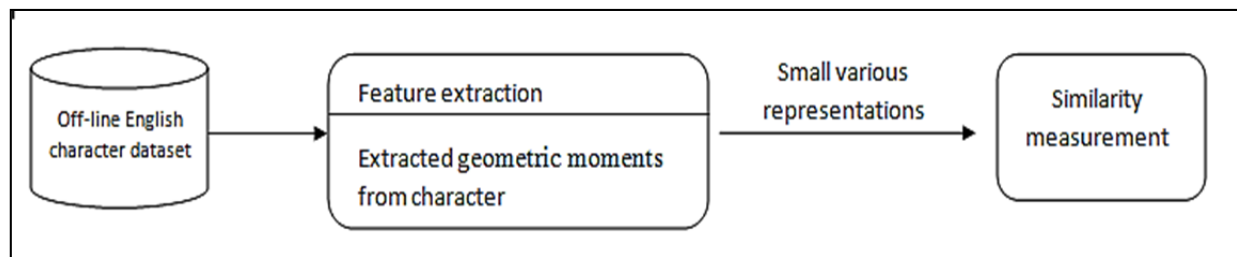 Off-line English
character dataset
Feature extraction
Extracted geometric moments
from character
Small various
representations
Similarity
measurement